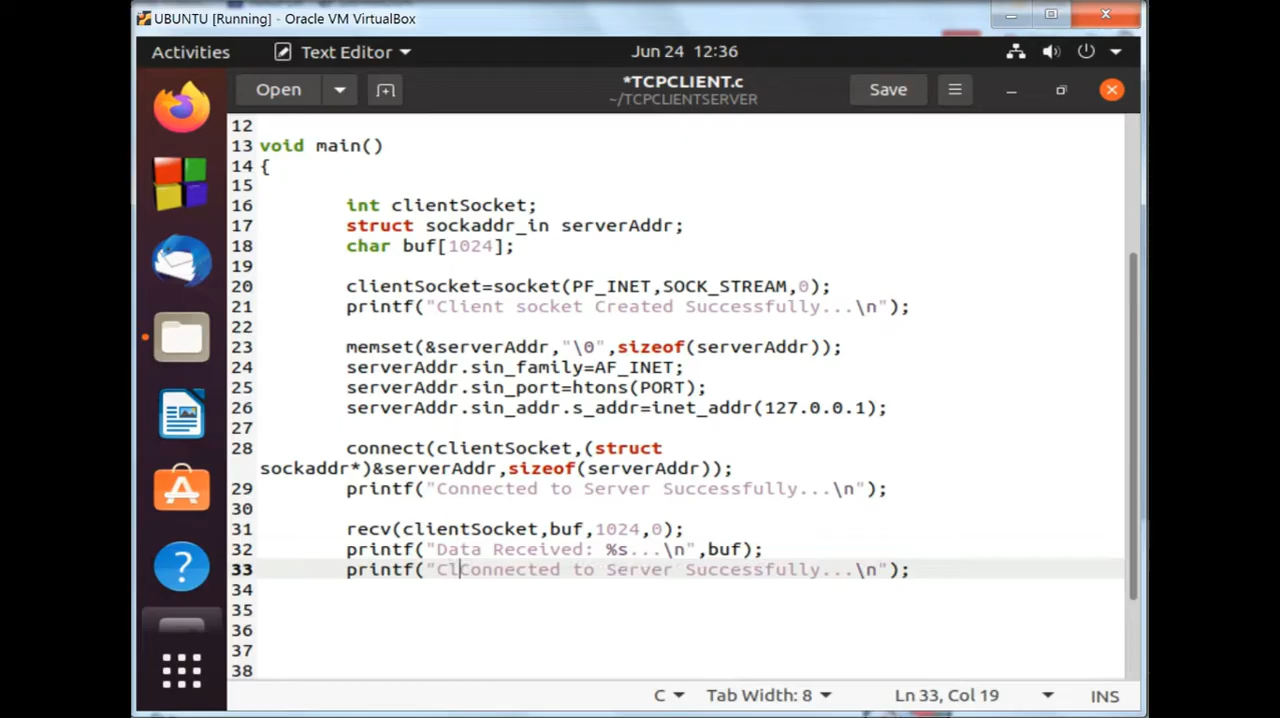 UBUNTU [Running] - Oracle VM VirtualBox
Activities Text Editor Jun 24 12:36
Open *TCPCLIENT.c Save
~/TCPCLIENTSERVER
12
13 void main()
14 {
15
16 int clientSocket;
17 struct sockaddr_in serverAddr;
18 char buf[1024];
19
20 clientSocket=socket(PF_INET,SOCK_STREAM,0);
21 printf("Client socket Created Successfully...\n");
22
23 memset(&serverAddr,"\0",sizeof(serverAddr));
24 serverAddr.sin_family=AF_INET;
25 serverAddr.sin_port=htons(PORT);
26 serverAddr.sin_addr.s_addr=inet_addr(127.0.0.1);
27
28 connect(clientSocket,(struct
sockaddr*)&serverAddr,sizeof(serverAddr));
29 printf("Connected to Server Successfully...\n");
30
31 recv(clientSocket,buf,1024,0);
32 printf("Data Received: %s...\n",buf);
33 printf("ClConnected to Server Successfully...\n");
34
35
36
37
38
C Tab Width: 8 Ln 33, Col 19 INS